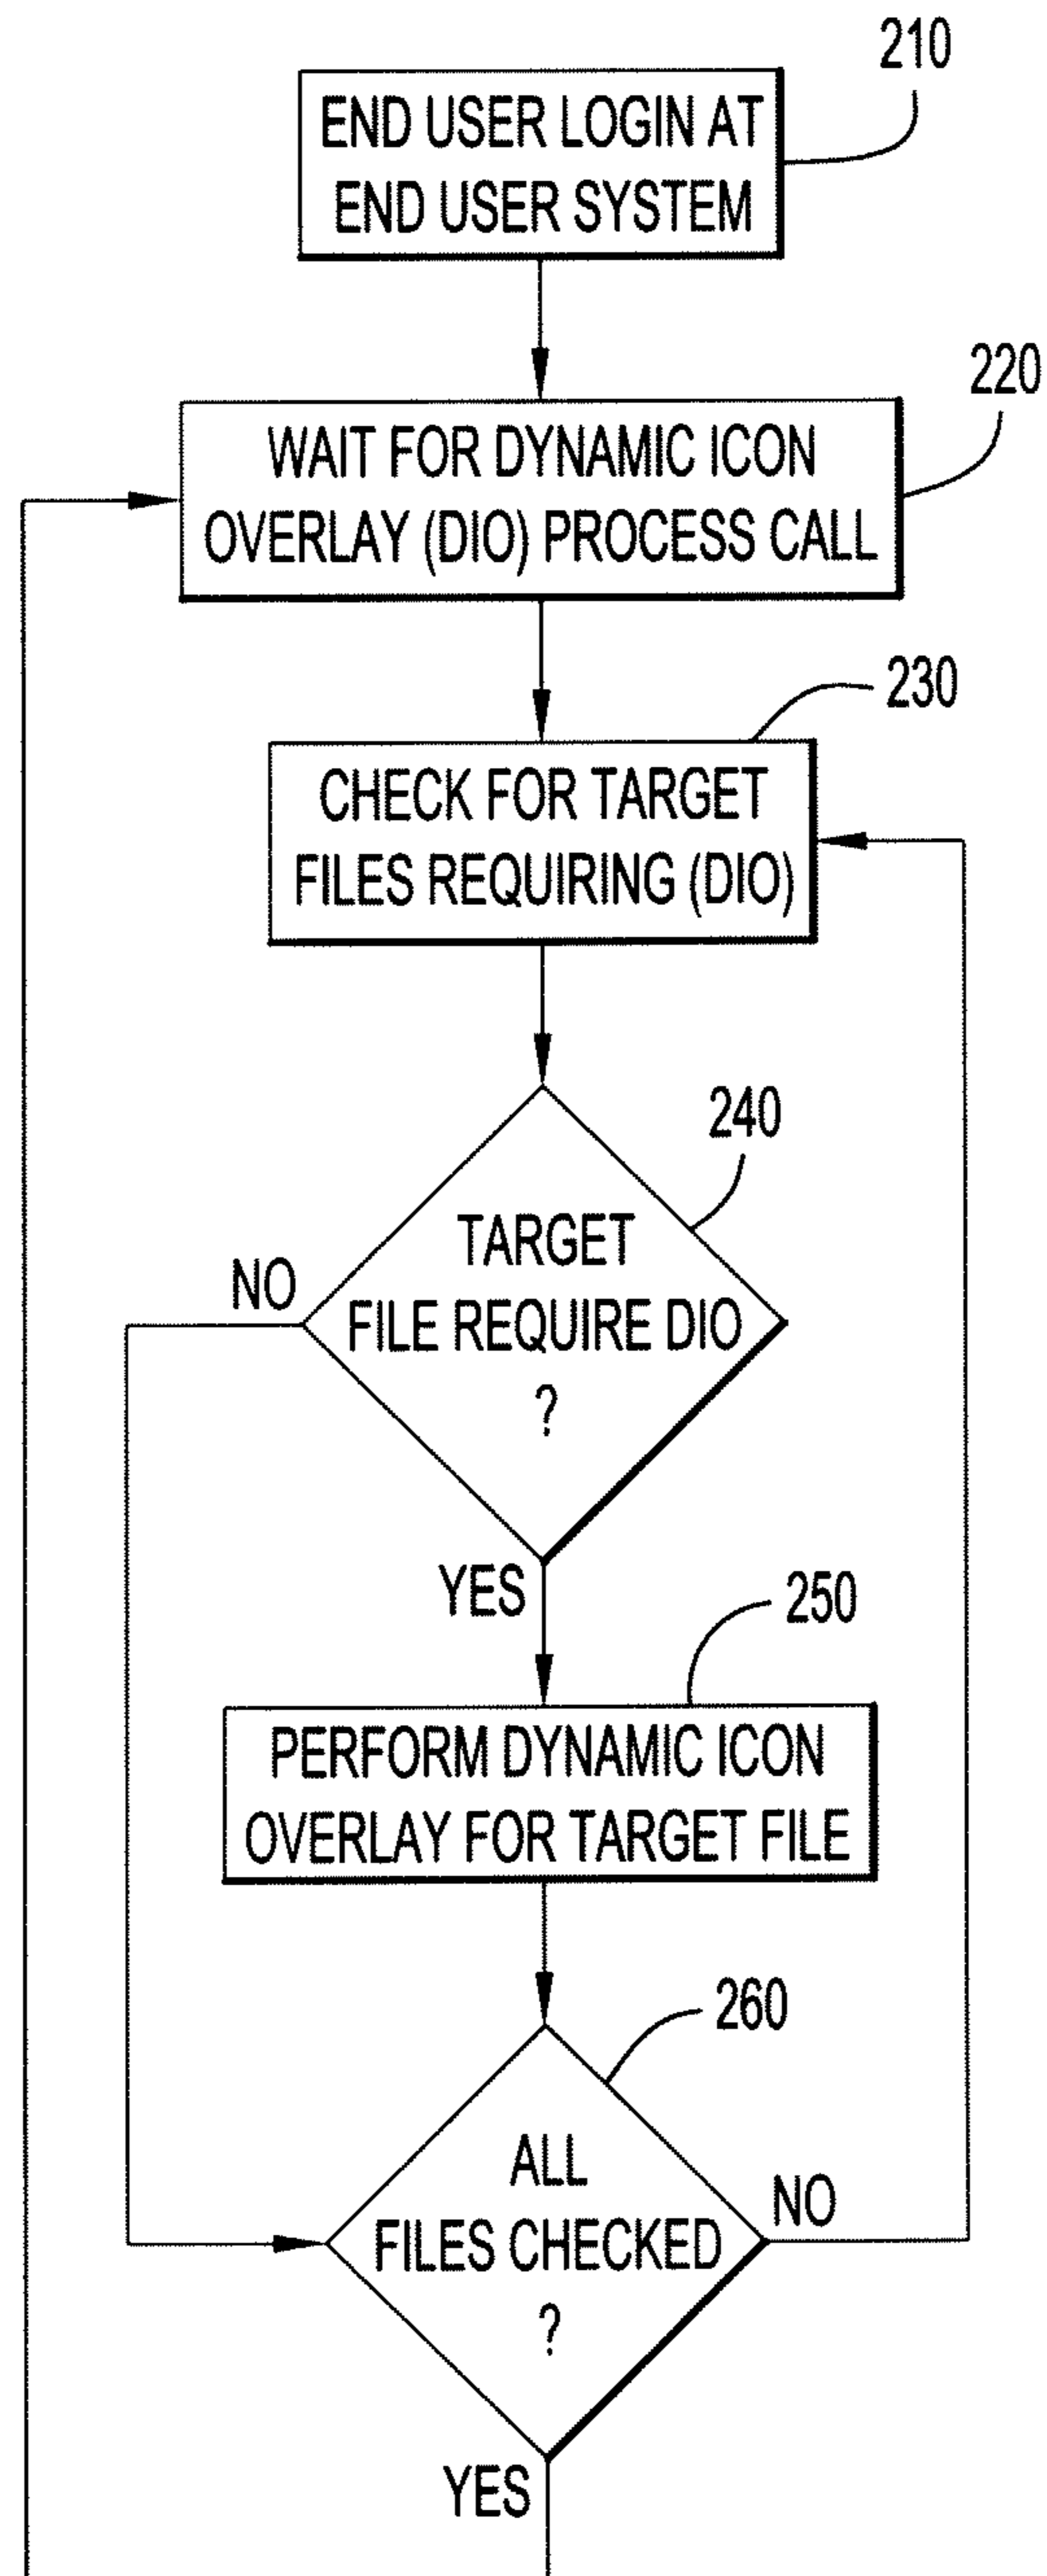 210
END USER LOGIN AT
END USER SYSTEM
220
WAIT FOR DYNAMIC ICON
OVERLAY (DIO) PROCESS CALL
230
CHECK FOR TARGET
FILES REQUIRING (DIO)
240
TARGET
FILE REQUIRE DIO
?
NO
YES
250
PERFORM DYNAMIC ICON
OVERLAY FOR TARGET FILE
260
ALL
FILES CHECKED
?
NO
YES